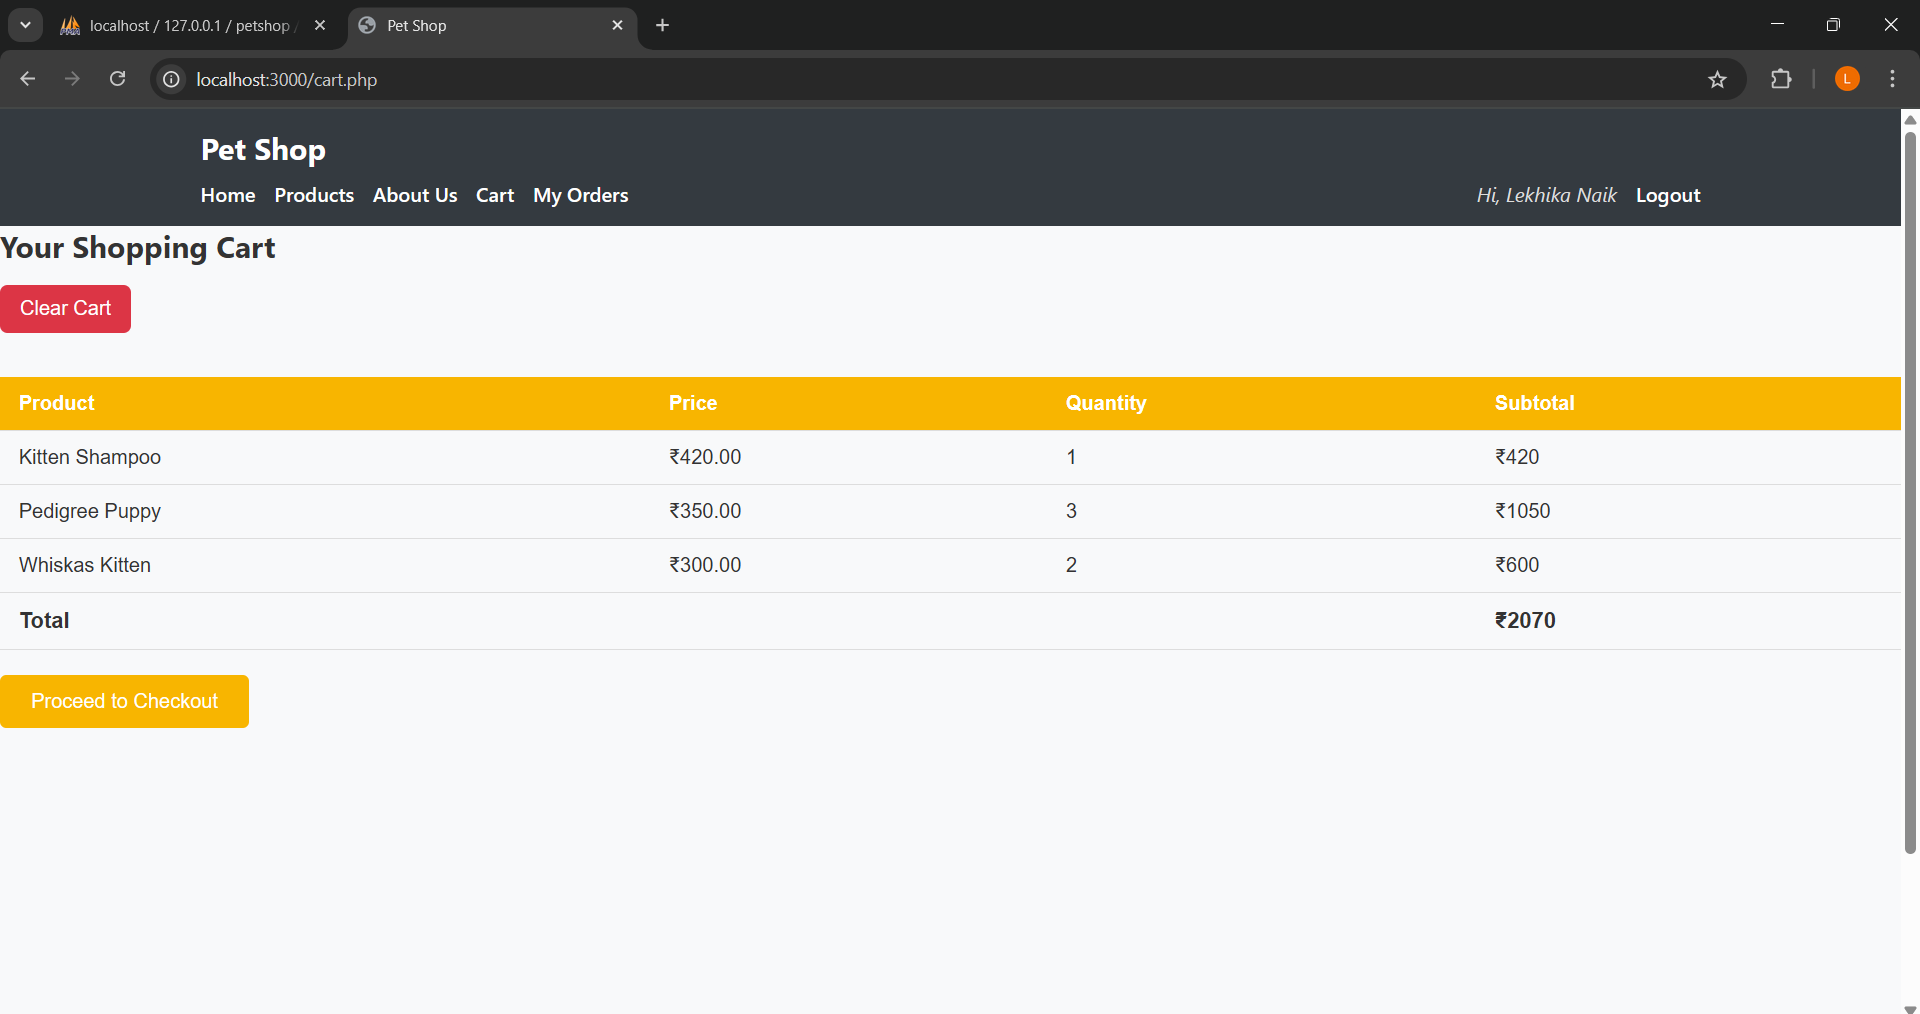 localhost / 127.0.0.1 / petshop /
Pet Shop
localhost:3000/cart.php
L
Pet Shop
Home Products About Us Cart My Orders Hi, Lekhika Naik Logout
Your Shopping Cart
Clear Cart
Product Price Quantity Subtotal
Kitten Shampoo ₹420.00 1 ₹420
Pedigree Puppy ₹350.00 3 ₹1050
Whiskas Kitten ₹300.00 2 ₹600
Total ₹2070
Proceed to Checkout